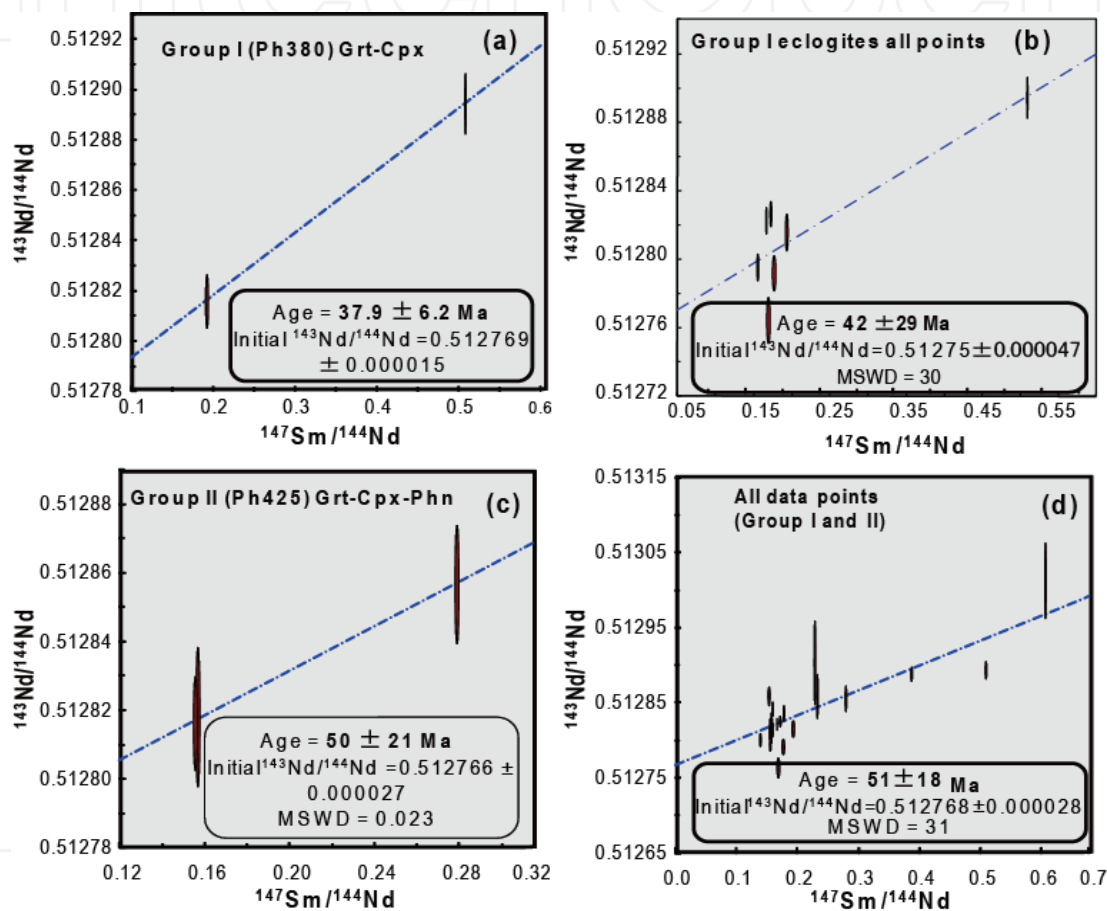 Group I (Ph380) Grt-Cpx
(a)
143Nd/144Nd
0.51292
0.51290
0.51288
0.51286
0.51284
0.51282
0.51280
0.51278
Age = 37.9 ± 6.2 Ma
Initial 143Nd/144Nd =0.512769
± 0.000015
0.1 0.2 0.3 0.4 0.5 0.6
147Sm/144Nd
Group I eclogites all points
(b)
143Nd/144Nd
0.51292
0.51288
0.51284
0.51280
0.51276
0.51272
Age = 42 ±29 Ma
Initial143Nd/144Nd=0.51275±0.000047
MSWD = 30
0.05 0.15 0.25 0.35 0.45 0.55
147Sm/144Nd
Group II (Ph425) Grt-Cpx-Phn
(c)
143Nd/144Nd
0.51288
0.51286
0.51284
0.51282
0.51280
0.51278
Age = 50 ± 21 Ma
Initial143Nd/144Nd =0.512766 ±
0.000027
MSWD = 0.023
0.12 0.16 0.20 0.24 0.28 0.32
147Sm/144Nd
All data points
(Group I and II)
(d)
143Nd/144Nd
0.51315
0.51305
0.51295
0.51285
0.51275
0.51265
Age = 51±18 Ma
Initial143Nd/144Nd=0.512768±0.000028
MSWD = 31
0.0 0.1 0.2 0.3 0.4 0.5 0.6 0.7
147Sm/144Nd